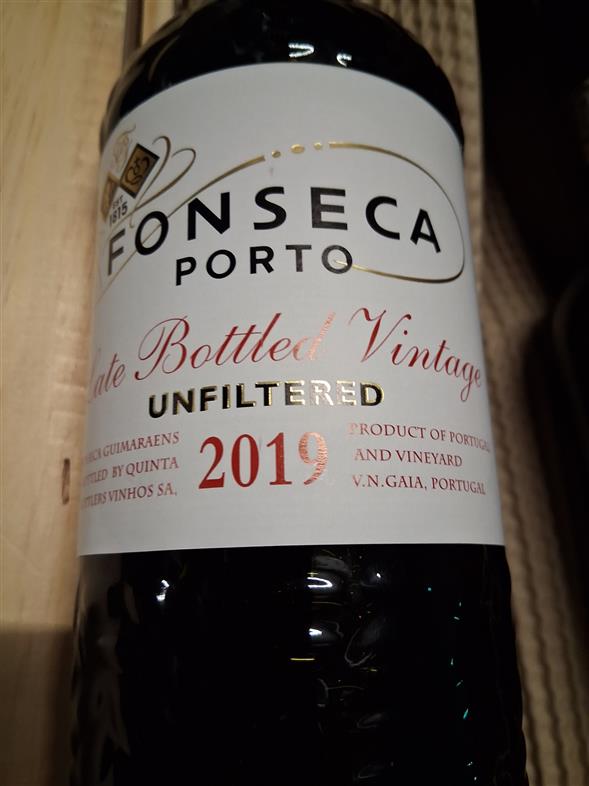 EST
1815
FONSECA
PORTO
Late Bottled Vintage
UNFILTERED
GUIMARAENS
BY QUINTA
VINHOS SA,
2019
PRODUCT OF PORTUGAL
AND VINEYARD
V.N.GAIA, PORTUGAL